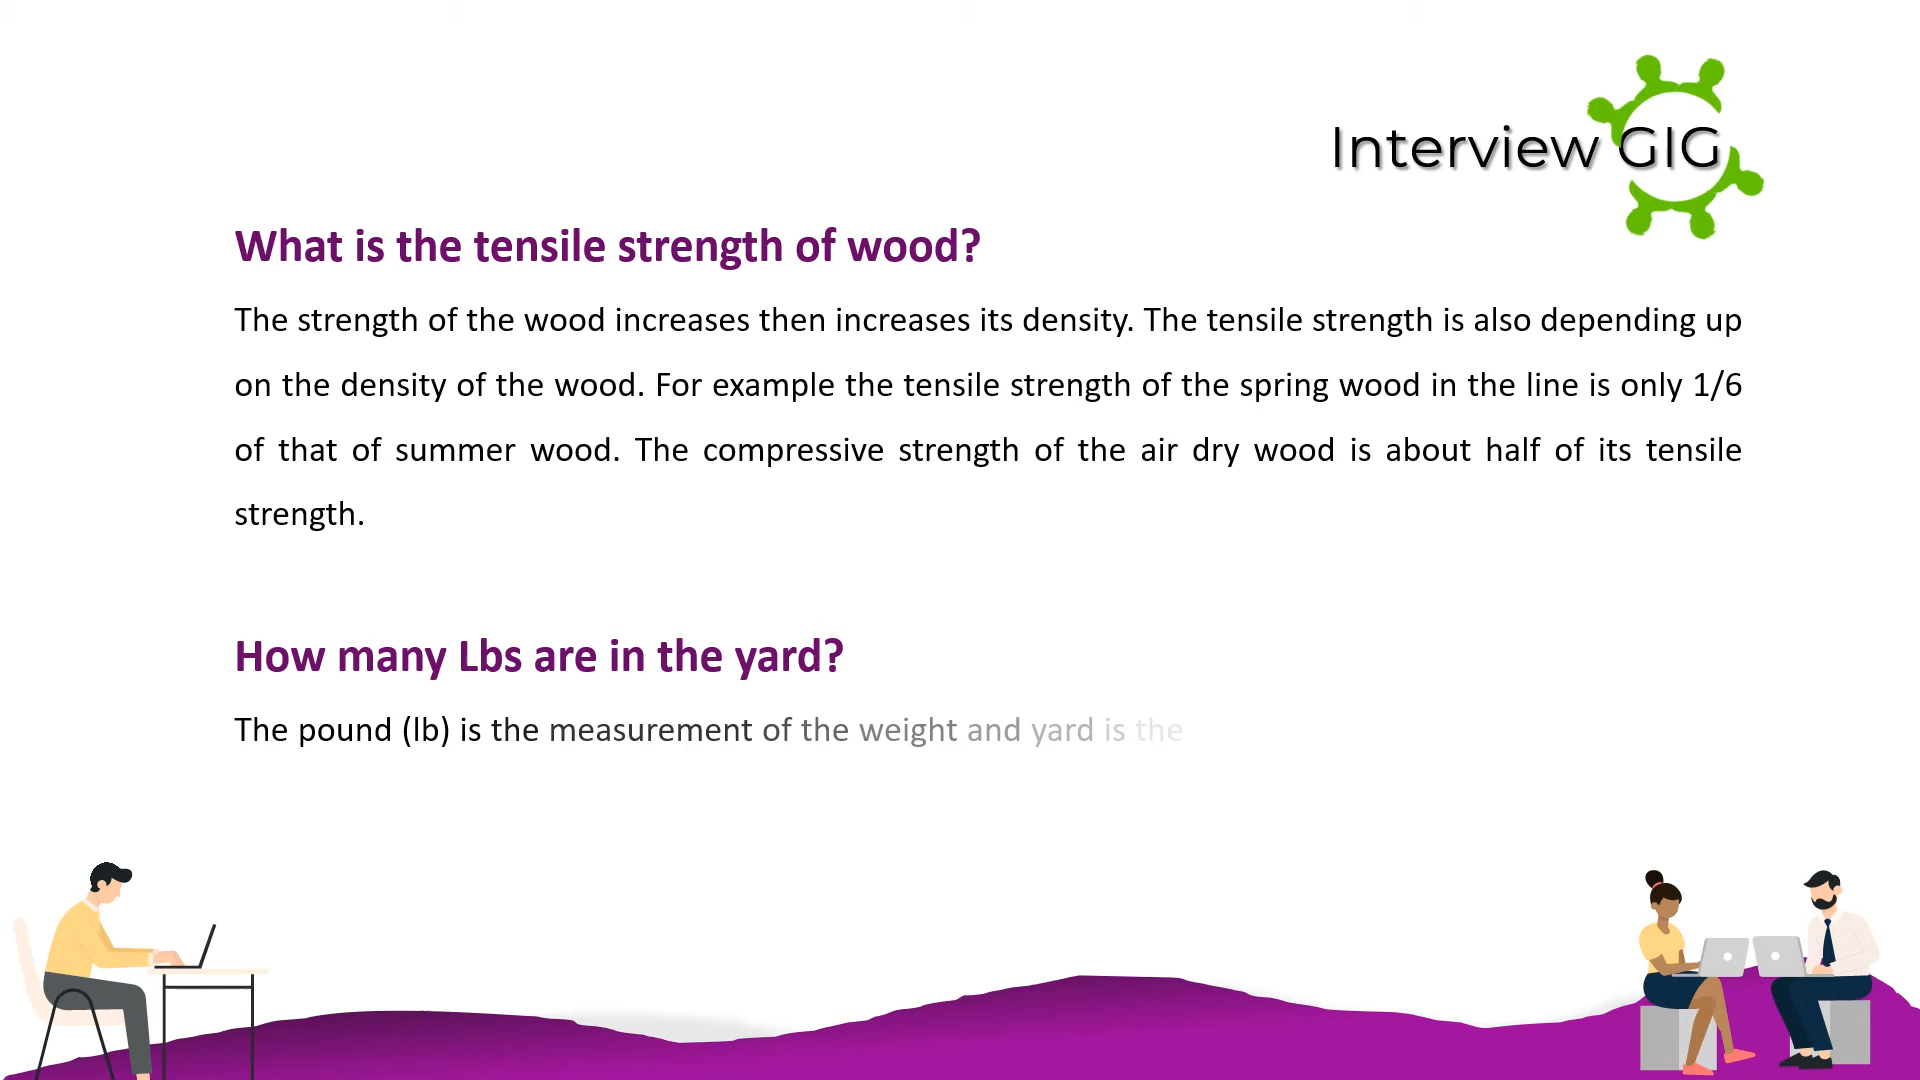 Interview GIG
What is the tensile strength of wood?
The strength of the wood increases then increases its density. The tensile strength is also depending up
on the density of the wood. For example the tensile strength of the spring wood in the line is only 1/6
of that of summer wood. The compressive strength of the air dry wood is about half of its tensile
strength.
How many Lbs are in the yard?
The pound (lb) is the measurement of the weight and yard is the